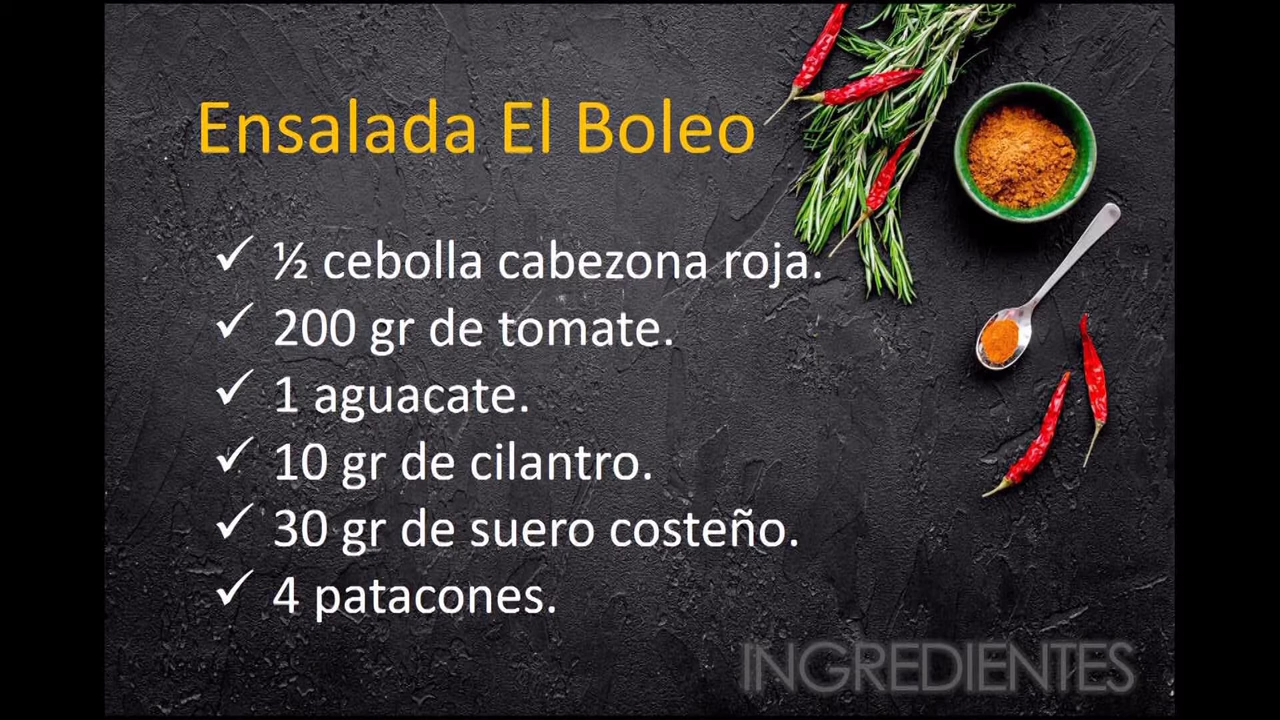 Ensalada El Boleo
✓ ½ cebolla cabezona roja.
✓ 200 gr de tomate.
✓ 1 aguacate.
✓ 10 gr de cilantro.
✓ 30 gr de suero costeño.
✓ 4 patacones.
INGREDIENTES